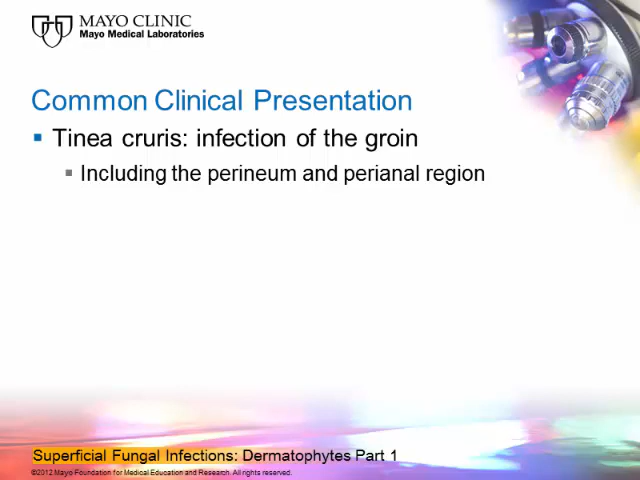 MAYO CLINIC
Mayo Medical Laboratories
Common Clinical Presentation
Tinea cruris: infection of the groin
Including the perineum and perianal region
Superficial Fungal Infections: Dermatophytes Part 1
©2012 Mayo Foundation for Medical Education and Research. All rights reserved.